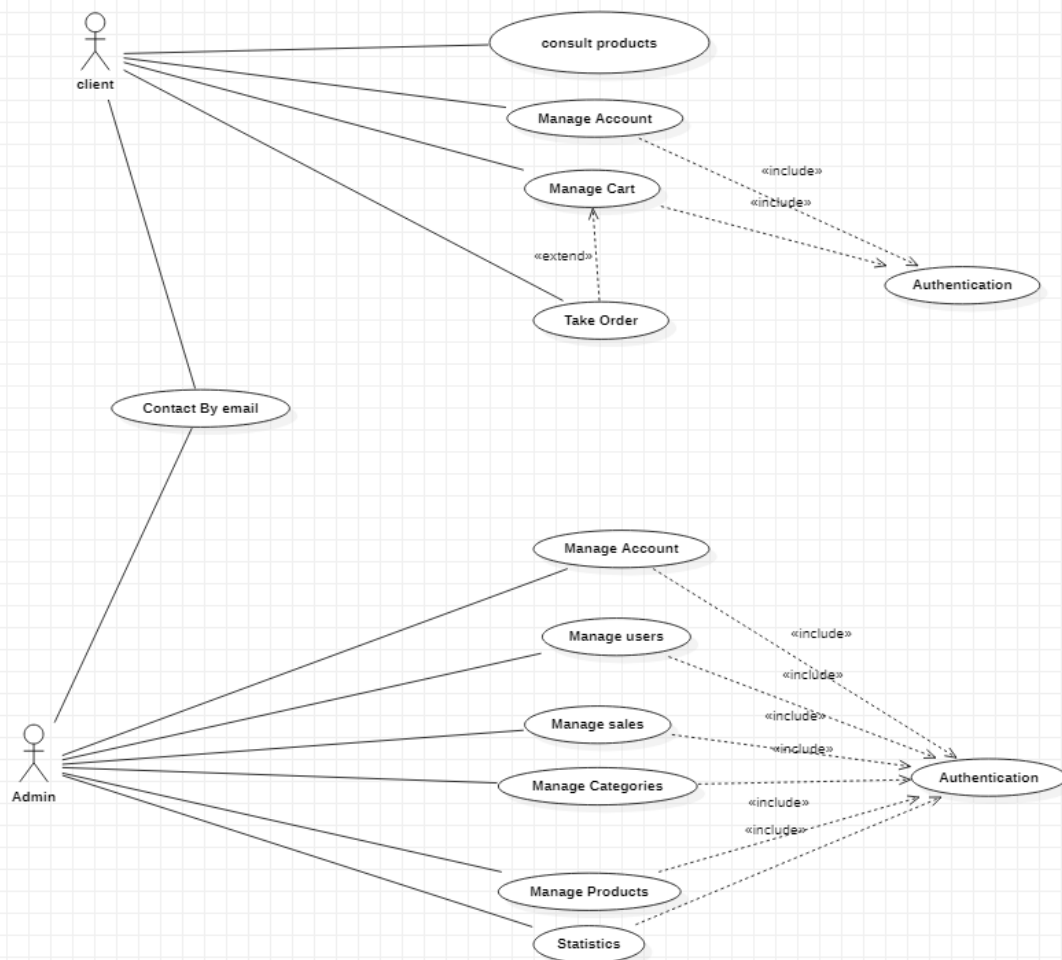 consult products
client
Manage Account
«include»
Manage Cart
«include»
«extend»
Authentication
Take Order
Contact By email
Manage Account
«include»
Manage users
«include»
«include»
Manage sales
«include»
Authentication
Manage Categories
Admin
«include»
«include»
Manage Products
Statistics